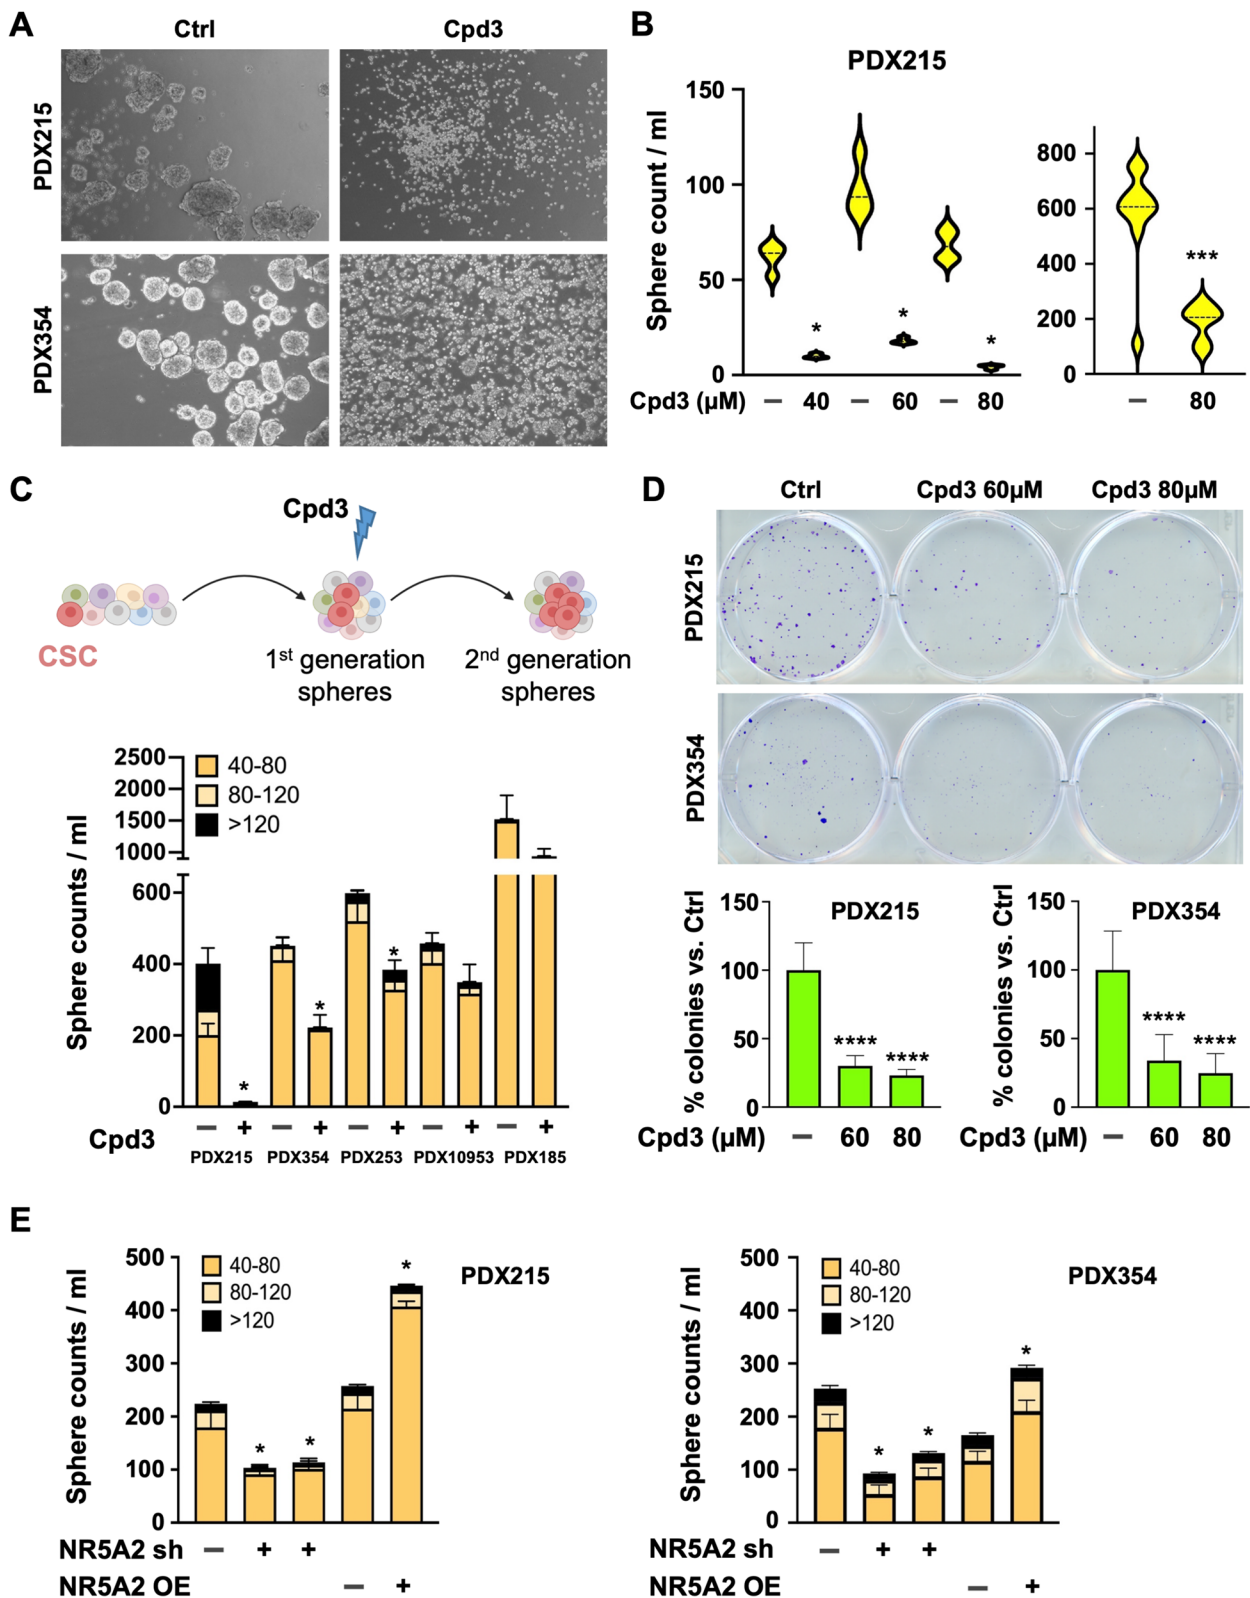 A
Ctrl
Cpd3
PDX215
PDX354
B
PDX215
Sphere count / ml
150
100
50
0
800
600
400
200
0
*
*
*
***
Cpd3 (µM)
—
40
—
60
—
80
—
80
C
Cpd3
CSC
1st generation
spheres
2nd generation
spheres
Sphere counts / ml
2500
2000
1500
1000
600
400
200
0
40-80
80-120
>120
*
*
*
Cpd3
— + — + — + — + — +
PDX215 PDX354 PDX253 PDX10953 PDX185
D
Ctrl
Cpd3 60µM
Cpd3 80µM
PDX215
PDX354
% colonies vs. Ctrl
150
100
50
0
PDX215
****
****
Cpd3 (µM)
—
60
80
% colonies vs. Ctrl
150
100
50
0
PDX354
****
****
Cpd3 (µM)
—
60
80
E
Sphere counts / ml
500
400
300
200
100
0
40-80
80-120
>120
PDX215
*
*
*
NR5A2 sh — + +
NR5A2 OE — +
Sphere counts / ml
500
400
300
200
100
0
40-80
80-120
>120
PDX354
*
*
*
NR5A2 sh — + +
NR5A2 OE — +